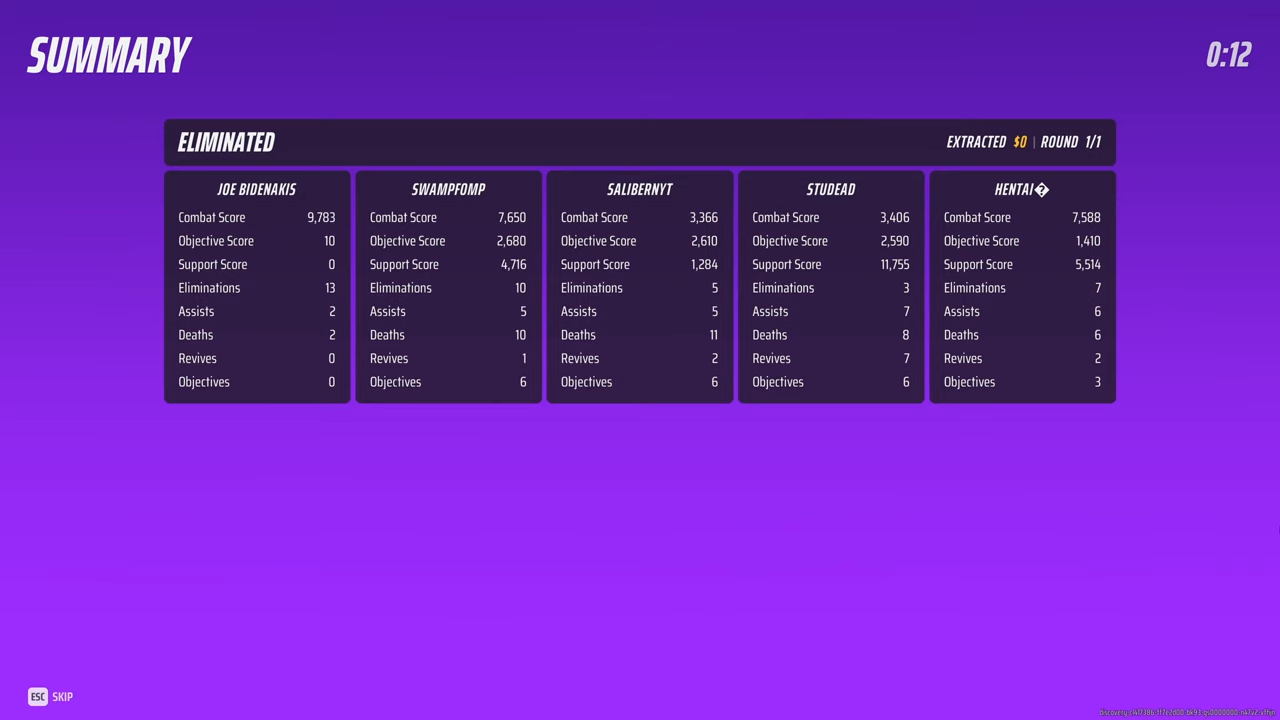 SUMMARY
0:12
ELIMINATED
EXTRACTED $0 | ROUND 1/1
JOE BIDENAKIS
Combat Score 9,783
Objective Score 10
Support Score 0
Eliminations 13
Assists 2
Deaths 2
Revives 0
Objectives 0
SWAMPFOMP
Combat Score 7,650
Objective Score 2,680
Support Score 4,716
Eliminations 10
Assists 5
Deaths 10
Revives 1
Objectives 6
SALIBERNYT
Combat Score 3,366
Objective Score 2,610
Support Score 1,284
Eliminations 5
Assists 5
Deaths 11
Revives 2
Objectives 6
STUDEAD
Combat Score 3,406
Objective Score 2,590
Support Score 11,755
Eliminations 3
Assists 7
Deaths 8
Revives 7
Objectives 6
HENTAI�
Combat Score 7,588
Objective Score 1,410
Support Score 5,514
Eliminations 7
Assists 6
Deaths 6
Revives 2
Objectives 3
ESC SKIP